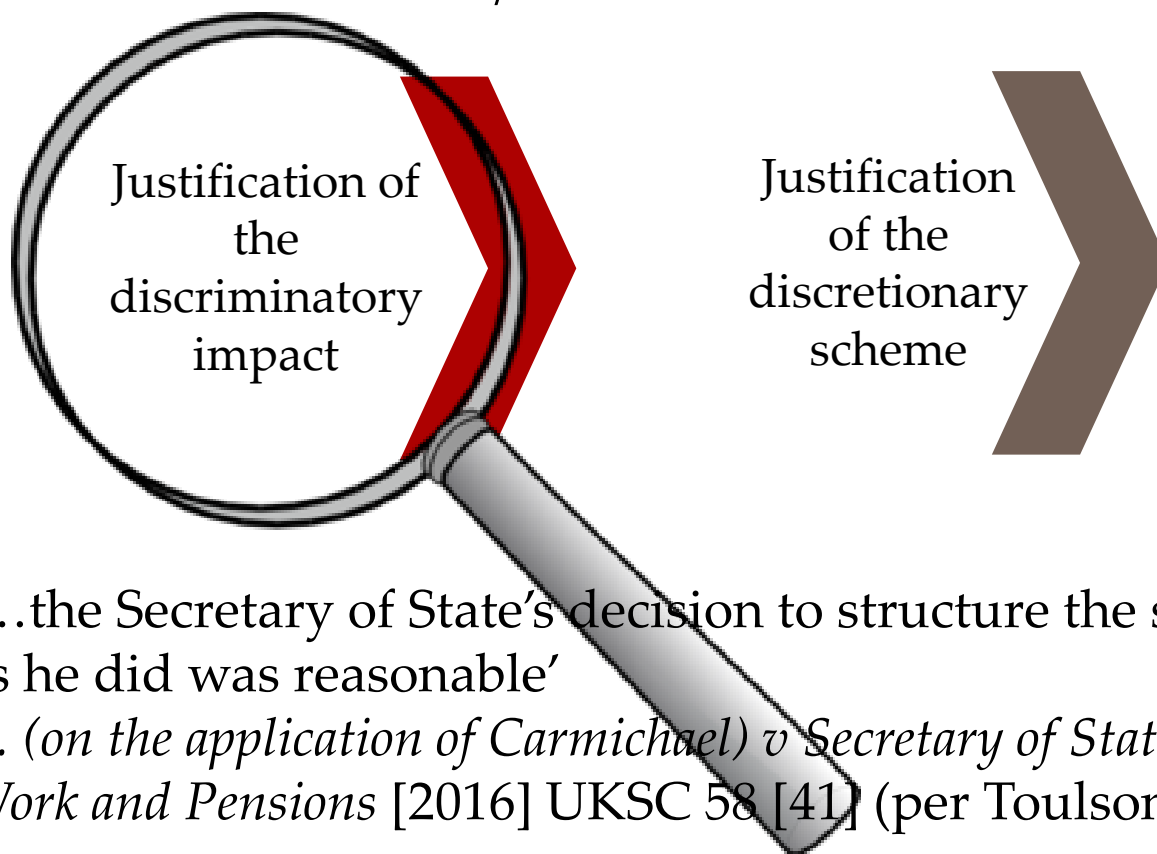 Justification of
the
discriminatory
impact
Justification
of the
discretionary
scheme
…the Secretary of State’s decision to structure the s
s he did was reasonable’
. (on the application of Carmichael) v Secretary of Stat
Work and Pensions [2016] UKSC 58 [41] (per Toulson